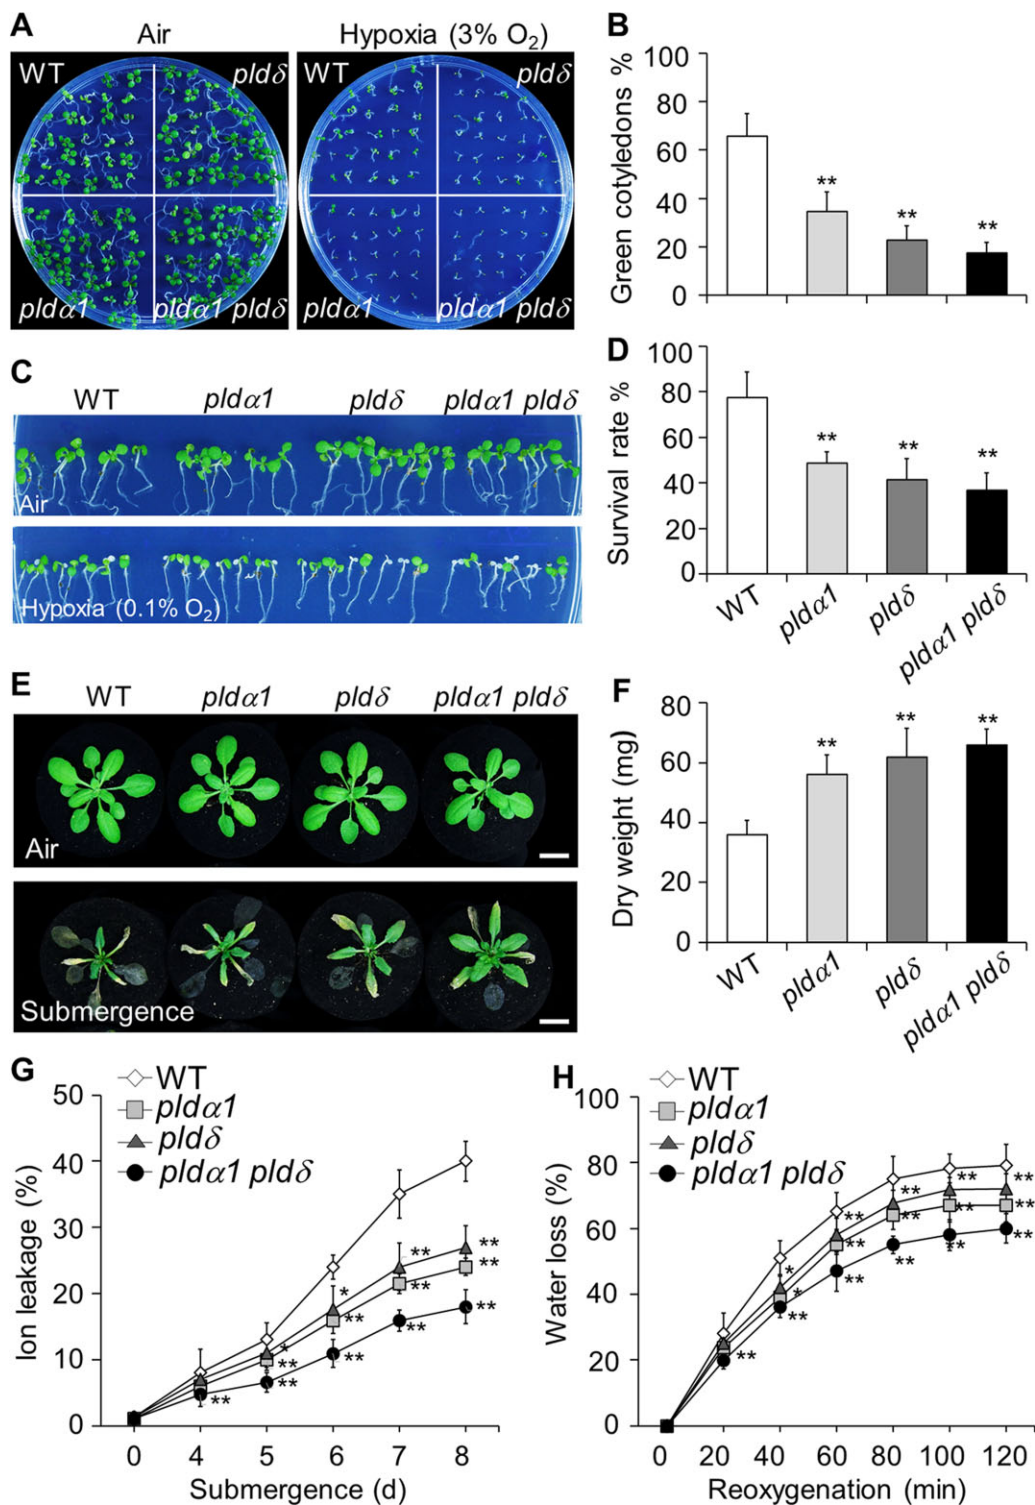 A
Air
Hypoxia (3% O₂)
WT
pldδ
pldα1
pldα1 pldδ
WT
pldδ
pldα1
pldα1 pldδ
B
Green cotyledons %
100
80
60
40
20
0
**
**
**
C
WT
pldα1
pldδ
pldα1 pldδ
Air
Hypoxia (0.1% O₂)
D
Survival rate %
100
80
60
40
20
0
**
**
**
WT
pldα1
pldδ
pldα1 pldδ
E
WT
pldα1
pldδ
pldα1 pldδ
Air
Submergence
F
Dry weight (mg)
80
60
40
20
0
**
**
**
WT
pldα1
pldδ
pldα1 pldδ
G
WT
pldα1
pldδ
pldα1 pldδ
Ion leakage (%)
50
40
30
20
10
0
**
*
**
**
*
**
**
**
**
**
**
**
**
0 4 5 6 7 8
Submergence (d)
H
WT
pldα1
pldδ
pldα1 pldδ
Water loss (%)
100
80
60
40
20
0
**
*
*
**
**
**
**
**
**
**
**
**
**
**
**
**
0 20 40 60 80 100 120
Reoxygenation (min)